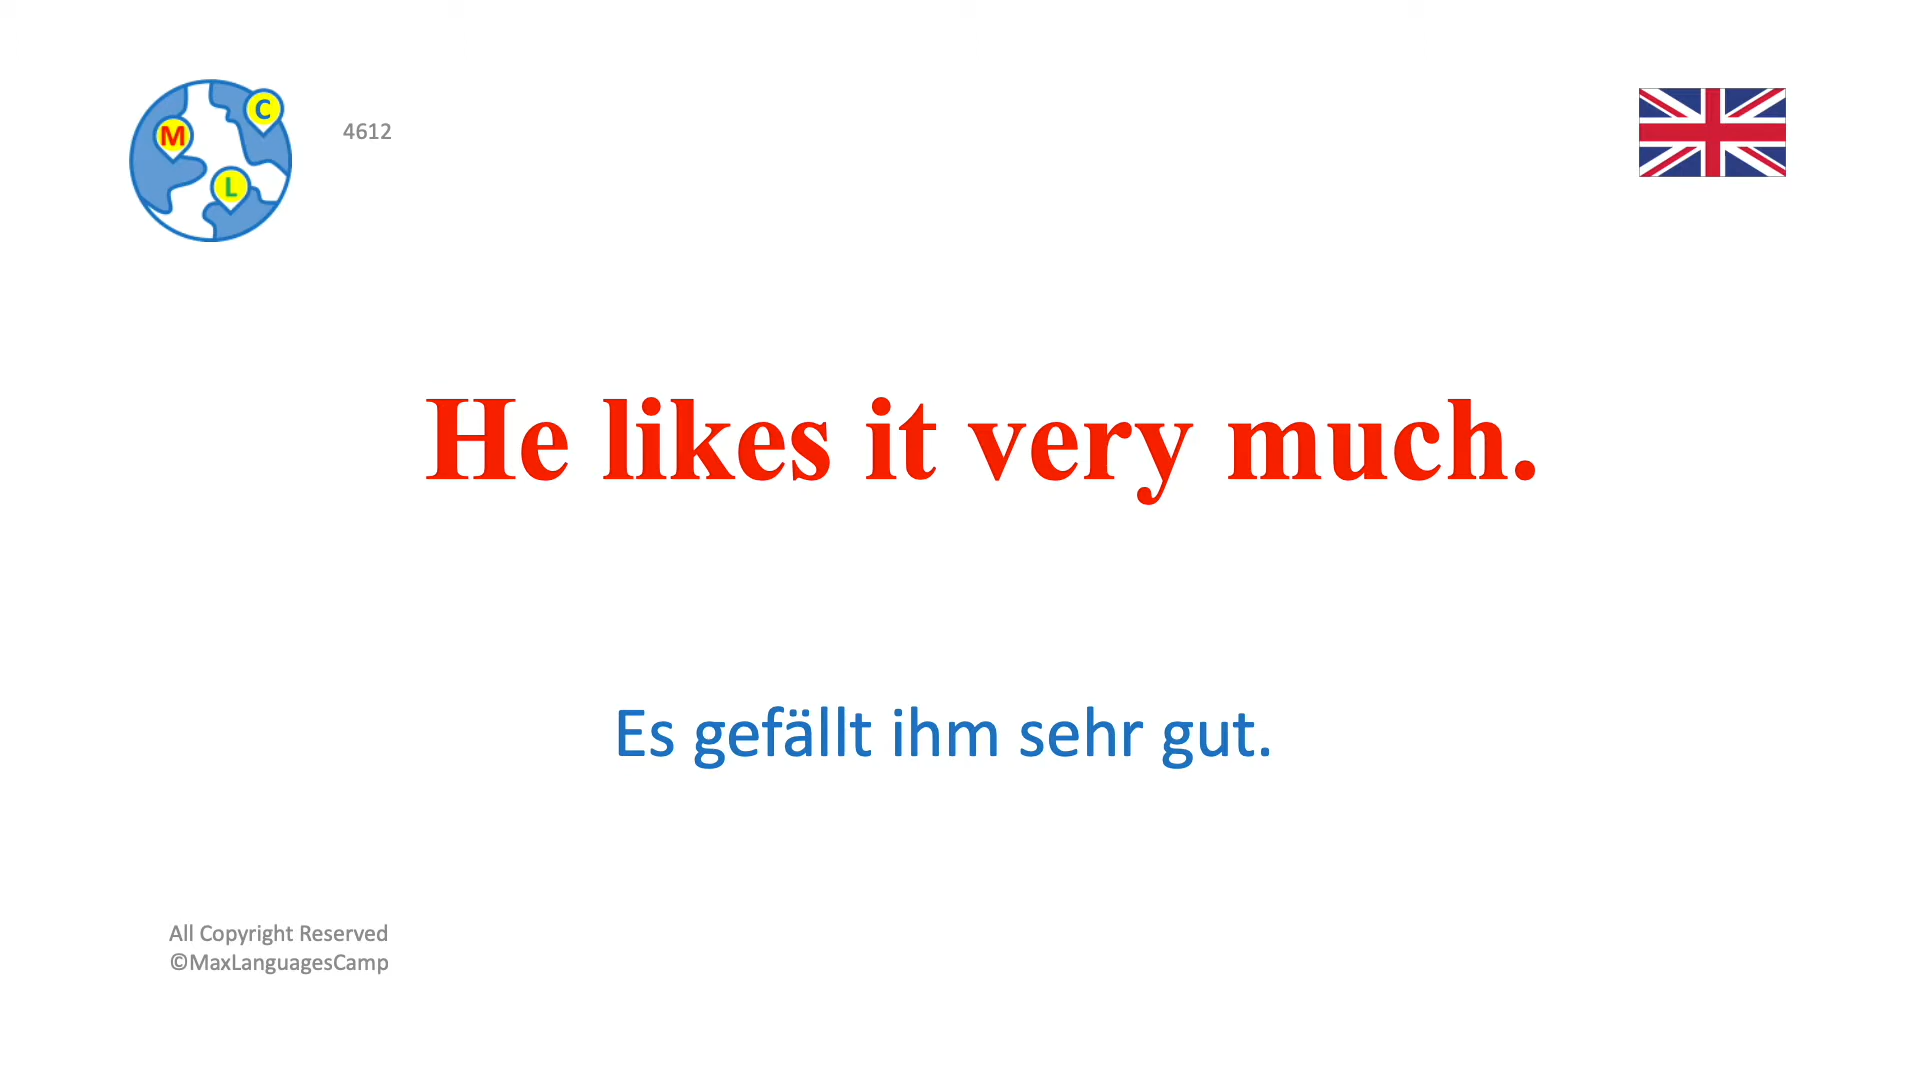 M
C
L
4612
He likes it very much.
Es gefällt ihm sehr gut.
All Copyright Reserved
©MaxLanguagesCamp